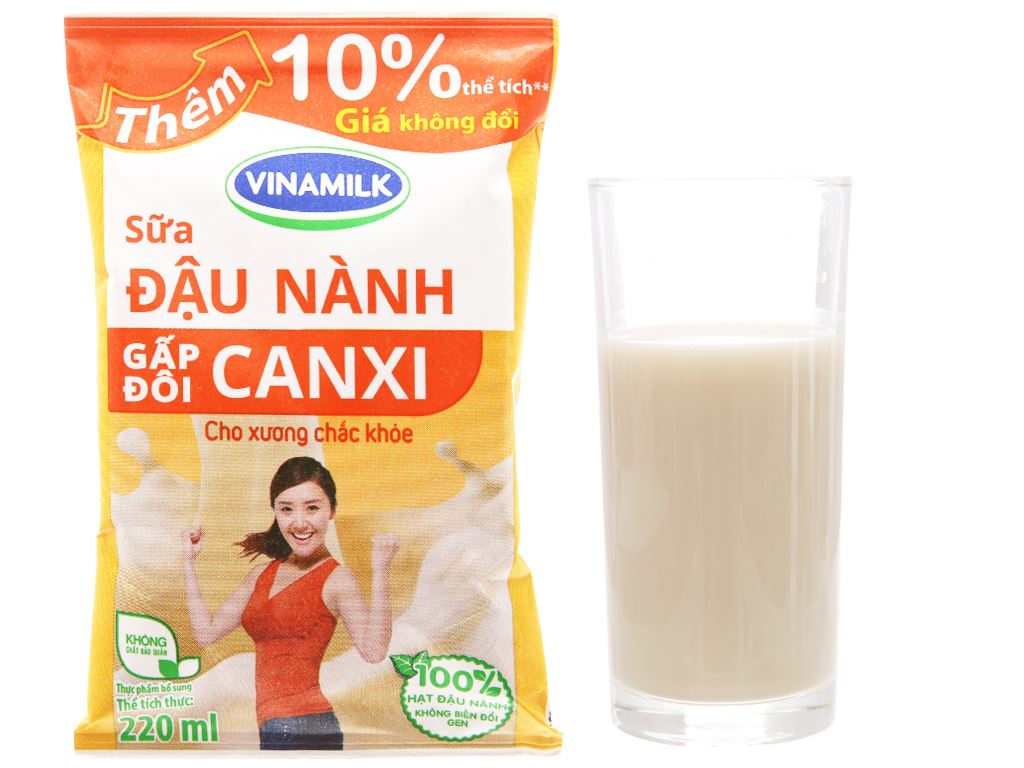 Thêm
10% thể tích**
Giá không đổi
VINAMILK
Sữa
ĐẬU NÀNH
GẤP
ĐÔI
CANXI
Cho xương chắc khỏe
KHÔNG
CHẤT BẢO QUẢN
Thực phẩm bổ sung
Thể tích thực:
220 ml
100%
HẠT ĐẬU NÀNH
KHÔNG BIẾN ĐỔI
GEN